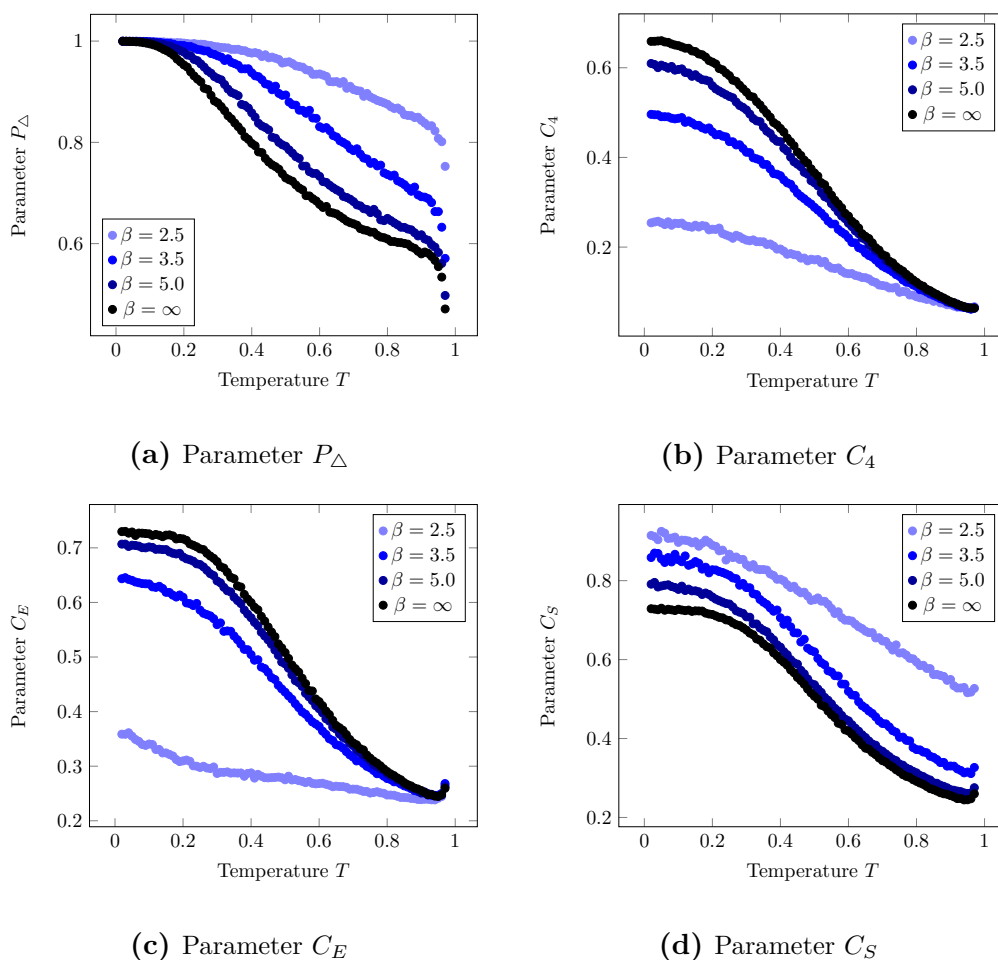 1
0.8
0.6
0 0.2 0.4 0.6 0.8 1
Temperature T
Parameter P△
β = 2.5
β = 3.5
β = 5.0
β = ∞
(a) Parameter P△
0.6
0.4
0.2
0 0.2 0.4 0.6 0.8 1
Temperature T
Parameter C4
β = 2.5
β = 3.5
β = 5.0
β = ∞
(b) Parameter C4
0.7
0.6
0.5
0.4
0.3
0.2
0 0.2 0.4 0.6 0.8 1
Temperature T
Parameter CE
β = 2.5
β = 3.5
β = 5.0
β = ∞
(c) Parameter CE
0.8
0.6
0.4
0.2
0 0.2 0.4 0.6 0.8 1
Temperature T
Parameter CS
β = 2.5
β = 3.5
β = 5.0
β = ∞
(d) Parameter CS